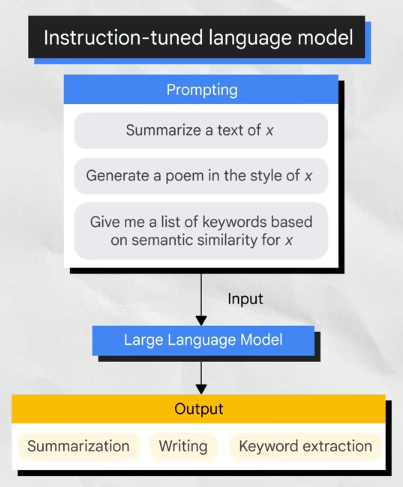 Instruction-tuned language model
Prompting
Summarize a text of x
Generate a poem in the style of x
Give me a list of keywords based
on semantic similarity for x
Input
Large Language Model
Output
Summarization Writing Keyword extraction